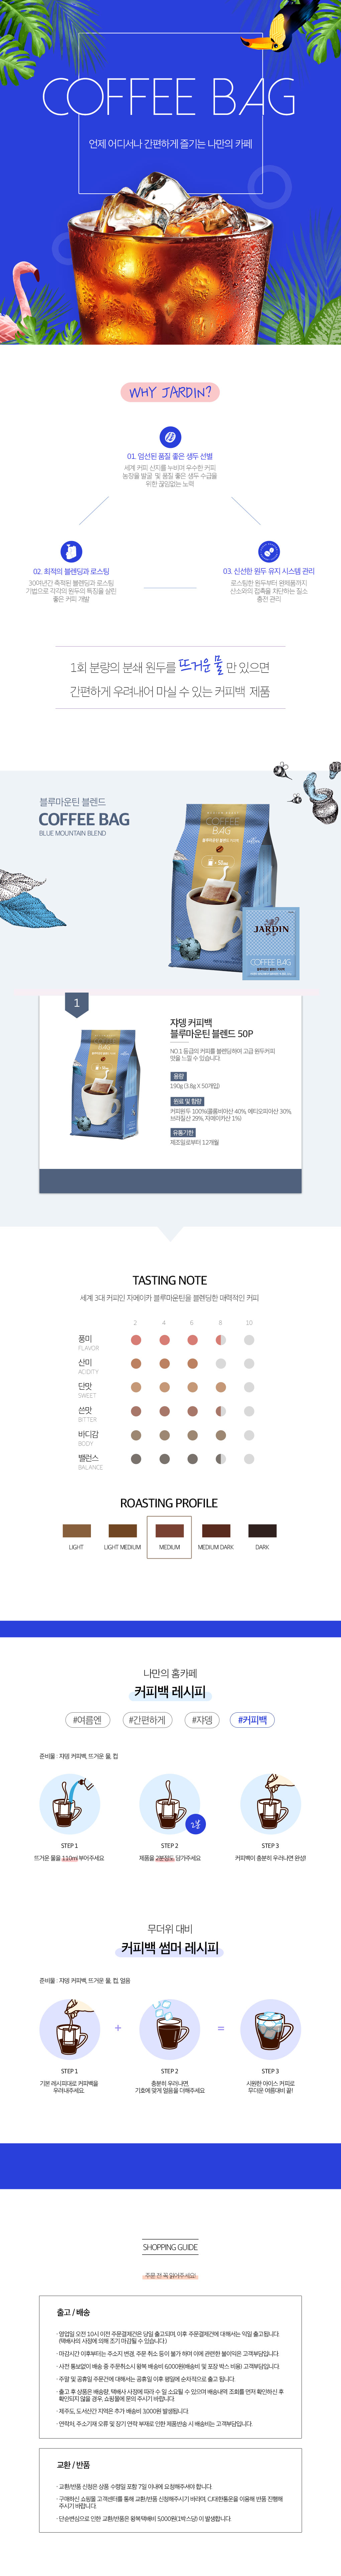 COFFEE BAG
언제 어디서나 간편하게 즐기는 나만의 카페
WHY JARDIN?
01. 엄선된 품질 좋은 생두 선별
세계 커피 산지를 누비며 우수한 커피
농장을 발굴 및 품질 좋은 생두 수급을
위한 끊임없는 노력
02. 최적의 블렌딩과 로스팅
30여년간 축적된 블렌딩과 로스팅
기법으로 각각의 원두의 특징을 살린
좋은 커피 개발
03. 신선한 원두 유지 시스템 관리
로스팅한 원두부터 완제품까지
산소와의 접촉을 차단하는 질소
충전 관리
1회 분량의 분쇄 원두를 뜨거운 물 만 있으면
간편하게 우려내어 마실 수 있는 커피백 제품
블루마운틴 블렌드
COFFEE BAG
BLUE MOUNTAIN BLEND
COFFEE BAG
JARDIN
COFFEE BAG
1
쟈뎅 커피백
블루마운틴 블렌드 50P
NO.1 등급의 커피를 블렌딩하여 고급 원두커피
맛을 느낄 수 있습니다.
용량
190g (3.8g X 50개입)
원료 및 함량
커피원두 100%(콜롬비아산 40%, 에디오피아산 30%,
브라질산 29%, 자메이카산 1%)
유통기한
제조일로부터 12개월
TASTING NOTE
세계 3대 커피인 자메이카 블루마운틴을 블렌딩한 매력적인 커피
2 4 6 8 10
풍미
FLAVOR
산미
ACIDITY
단맛
SWEET
쓴맛
BITTER
바디감
BODY
밸런스
BALANCE
ROASTING PROFILE
LIGHT LIGHT MEDIUM MEDIUM MEDIUM DARK DARK
나만의 홈카페
커피백 레시피
#여름엔 #간편하게 #쟈뎅 #커피백
준비물 : 쟈뎅 커피백, 뜨거운 물, 컵
2분
STEP 1
뜨거운 물을 110ml 부어주세요
STEP 2
제품을 2분정도 담가주세요
STEP 3
커피백이 충분히 우러나면 완성!
무더위 대비
커피백 썸머 레시피
준비물 : 쟈뎅 커피백, 뜨거운 물, 컵, 얼음
+ =
STEP 1
기본 레시피대로 커피백을
우려내주세요.
STEP 2
충분히 우러나면,
기호에 맞게 얼음을 더해주세요
STEP 3
시원한 아이스 커피로
무더운 여름대비 끝!
SHOPPING GUIDE
주문 전 꼭 읽어주세요!
출고 / 배송
· 영업일 오전 10시 이전 주문결제건은 당일 출고되며, 이후 주문결제건에 대해서는 익일 출고됩니다.
(택배사의 사정에 의해 조기 마감될 수 있습니다.)
· 마감시간 이후부터는 주소지 변경, 주문 취소 등이 불가 하며 이에 관련한 불이익은 고객부담입니다.
· 사전 통보없이 배송 중 주문취소시 왕복 배송비 6,000원(배송비 및 포장 박스 비용) 고객부담입니다.
· 주말 및 공휴일 주문건에 대해서는 공휴일 이후 평일에 순차적으로 출고 됩니다.
· 출고 후 상품은 배송량, 택배사 사정에 따라 수 일 소요될 수 있으며 배송내역 조회를 먼저 확인하신 후
확인되지 않을 경우, 쇼핑몰에 문의 주시기 바랍니다.
· 제주도, 도서산간 지역은 추가 배송비 3,000원 발생됩니다.
· 연락처, 주소기재 오류 및 장기 연락 부재로 인한 제품반송 시 배송비는 고객부담입니다.
교환 / 반품
· 교환/반품 신청은 상품 수령일 포함 7일 이내에 요청해주셔야 합니다.
· 구매하신 쇼핑몰 고객센터를 통해 교환/반품 신청해주시기 바라며, CJ대한통운을 이용해 반품 진행해
주시기 바랍니다.
· 단순변심으로 인한 교환/반품은 왕복택배비 5,000원(1박스당) 이 발생합니다.